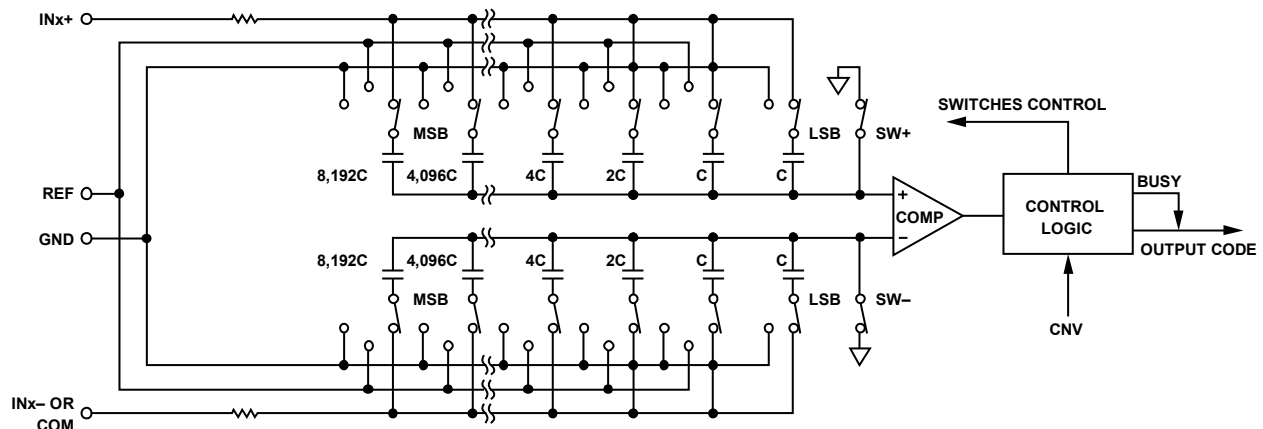 INx+
SWITCHES CONTROL
MSB
LSB
SW+
8,192C 4,096C 4C 2C C C
REF
BUSY
COMP
+
−
CONTROL
LOGIC
GND
OUTPUT CODE
8,192C 4,096C 4C 2C C C
MSB
LSB
SW−
CNV
INx− OR
COM